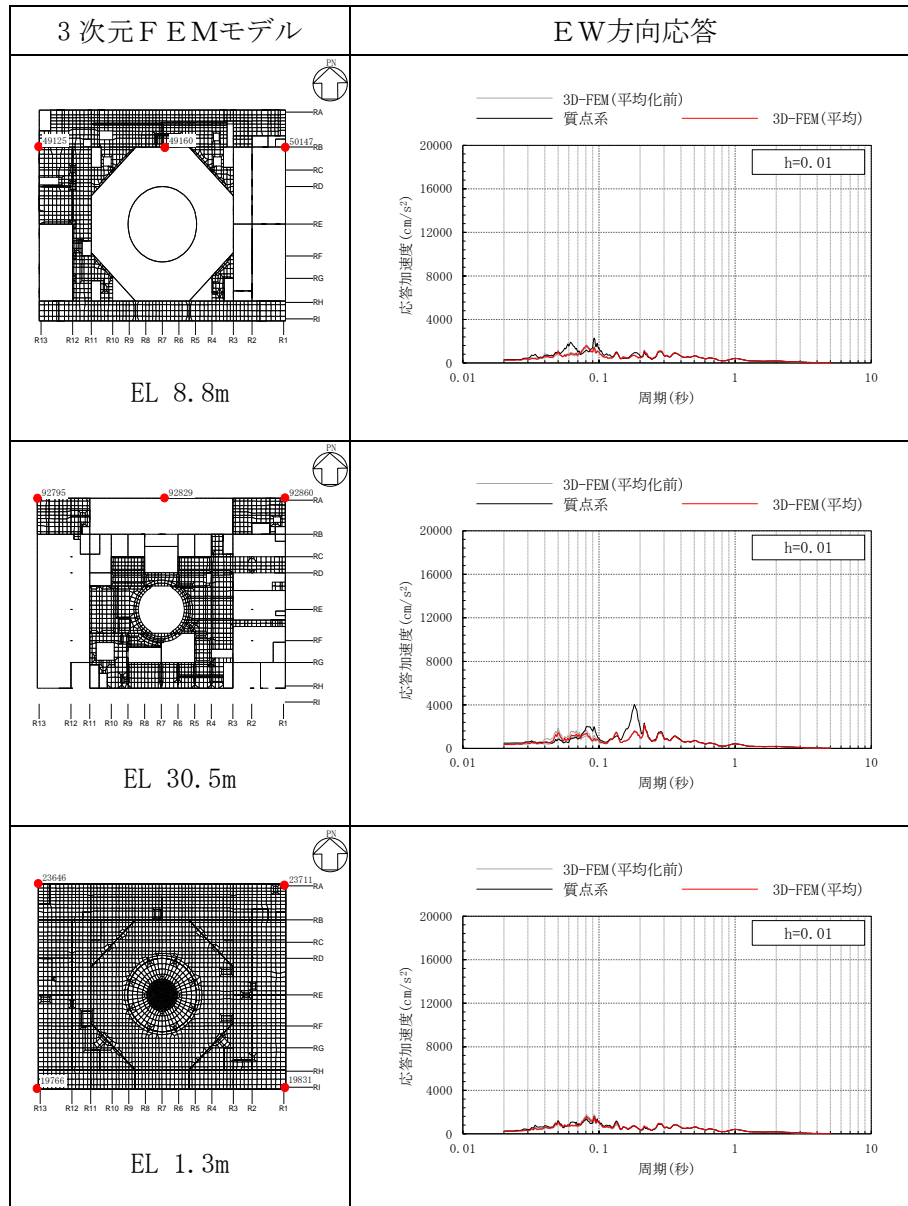 3次元FEMモデル
EW方向応答
PN
49125
49160
50147
RA
RB
RC
RD
RE
RF
RG
RH
RI
R13 R12 R11 R10 R9 R8 R7 R6 R5 R4 R3 R2 R1
EL 8.8m
3D-FEM(平均化前)
質点系 3D-FEM(平均)
h=0.01
応答加速度(cm/s²)
20000
16000
12000
8000
4000
0
0.01 0.1 1 10
周期(秒)
PN
92795
92829
92860
RA
RB
RC
RD
RE
RF
RG
RH
RI
R13 R12 R11 R10 R9 R8 R7 R6 R5 R4 R3 R2 R1
EL 30.5m
3D-FEM(平均化前)
質点系 3D-FEM(平均)
h=0.01
応答加速度(cm/s²)
20000
16000
12000
8000
4000
0
0.01 0.1 1 10
周期(秒)
PN
23646
23711
RA
RB
RC
RD
RE
RF
RG
RH
RI
19766
19831
R13 R12 R11 R10 R9 R8 R7 R6 R5 R4 R3 R2 R1
EL 1.3m
3D-FEM(平均化前)
質点系 3D-FEM(平均)
h=0.01
応答加速度(cm/s²)
20000
16000
12000
8000
4000
0
0.01 0.1 1 10
周期(秒)